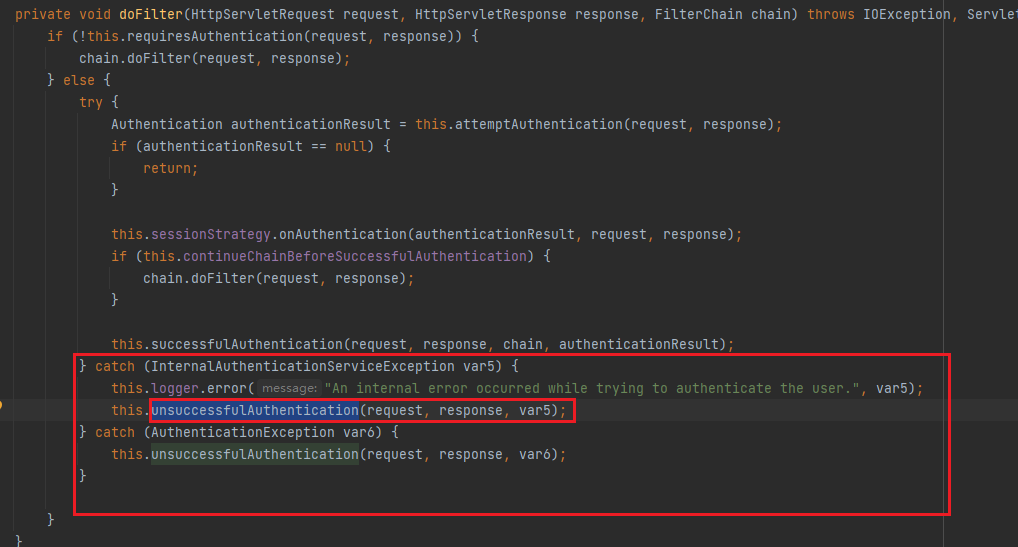 private void doFilter(HttpServletRequest request, HttpServletResponse response, FilterChain chain) throws IOException, Servlet
if (!this.requiresAuthentication(request, response)) {
chain.doFilter(request, response);
} else {
try {
Authentication authenticationResult = this.attemptAuthentication(request, response);
if (authenticationResult == null) {
return;
}
this.sessionStrategy.onAuthentication(authenticationResult, request, response);
if (this.continueChainBeforeSuccessfulAuthentication) {
chain.doFilter(request, response);
}
this.successfulAuthentication(request, response, chain, authenticationResult);
} catch (InternalAuthenticationServiceException var5) {
this.logger.error( message: "An internal error occurred while trying to authenticate the user.", var5);
this.unsuccessfulAuthentication(request, response, var5);
} catch (AuthenticationException var6) {
this.unsuccessfulAuthentication(request, response, var6);
}
}
}